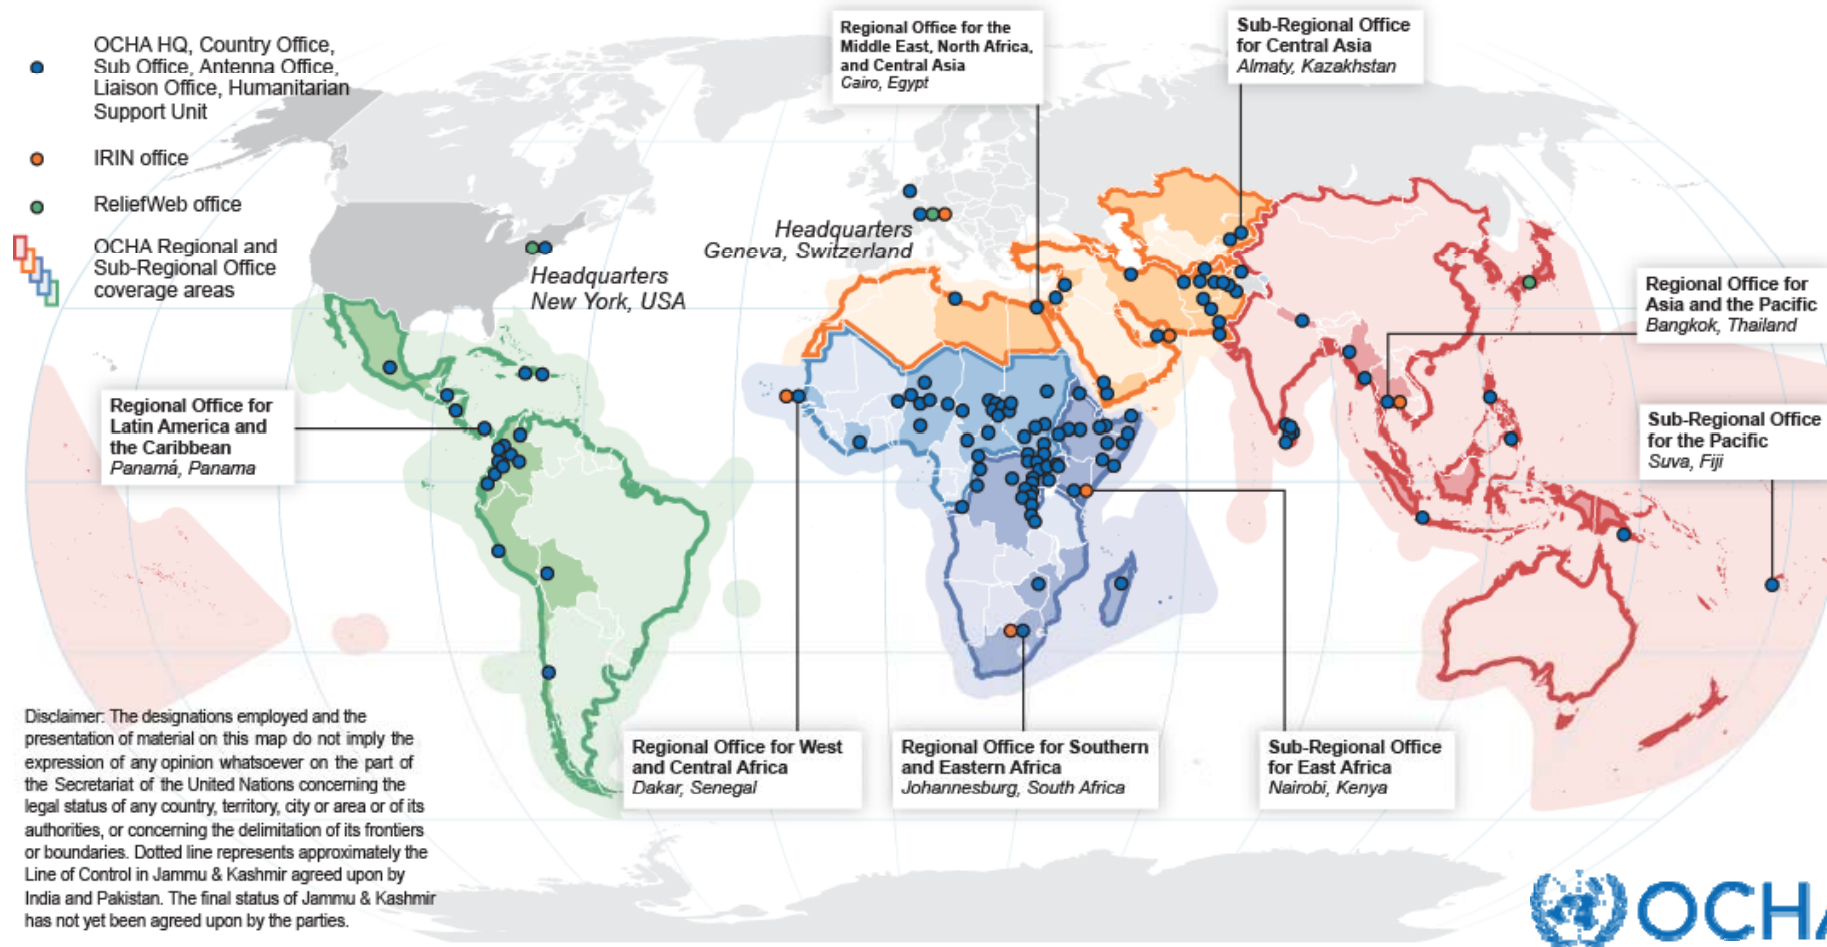 OCHA HQ, Country Office,
Sub Office, Antenna Office,
Liaison Office, Humanitarian
Support Unit
IRIN office
ReliefWeb office
OCHA Regional and
Sub-Regional Office
coverage areas
Regional Office for the
Middle East, North Africa,
and Central Asia
Cairo, Egypt
Sub-Regional Office
for Central Asia
Almaty, Kazakhstan
Headquarters
Geneva, Switzerland
Headquarters
New York, USA
Regional Office for
Asia and the Pacific
Bangkok, Thailand
Regional Office for
Latin America and
the Caribbean
Panamá, Panama
Sub-Regional Office
for the Pacific
Suva, Fiji
Regional Office for West
and Central Africa
Dakar, Senegal
Regional Office for Southern
and Eastern Africa
Johannesburg, South Africa
Sub-Regional Office
for East Africa
Nairobi, Kenya
Disclaimer: The designations employed and the
presentation of material on this map do not imply the
expression of any opinion whatsoever on the part of
the Secretariat of the United Nations concerning the
legal status of any country, territory, city or area or of its
authorities, or concerning the delimitation of its frontiers
or boundaries. Dotted line represents approximately the
Line of Control in Jammu & Kashmir agreed upon by
India and Pakistan. The final status of Jammu & Kashmir
has not yet been agreed upon by the parties.
OCHA